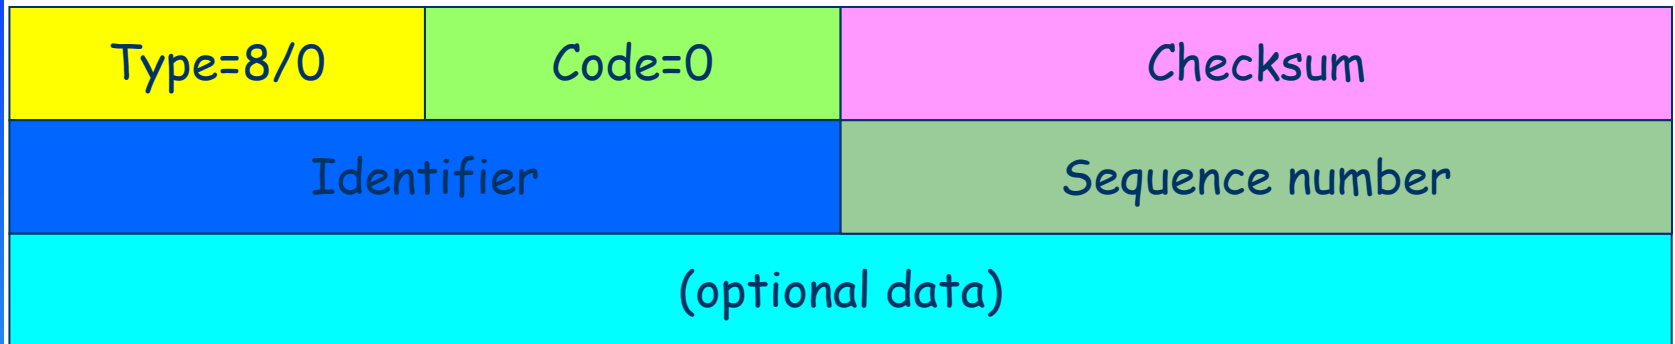 Type=8/0 Code=0 Checksum
Identifier Sequence number
(optional data)